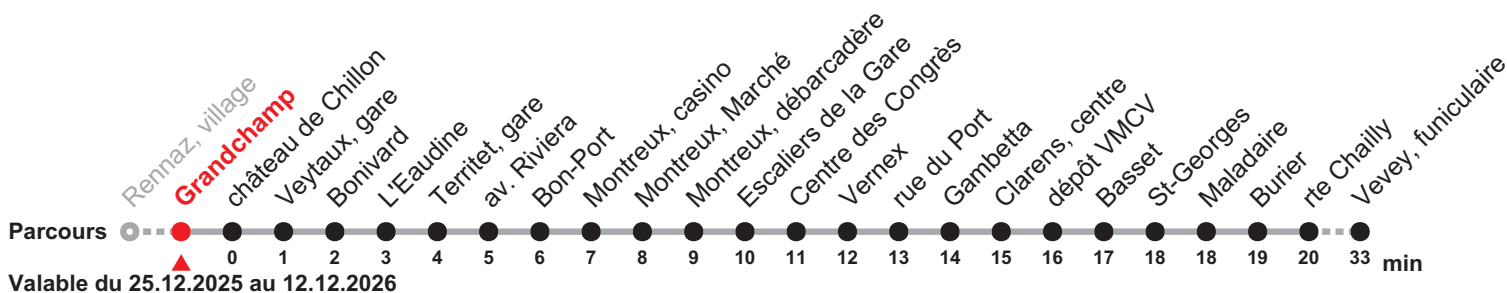 Rennaz, village
Grandchamp
château de Chillon
Veytaux, gare
Bonivard
L'Eaudine
Territet, gare
av. Riviera
Bon-Port
Montreux, casino
Montreux, Marché
Montreux, débarcadère
Escaliers de la Gare
Centre des Congrès
Vernex
rue du Port
Gambetta
Clarens, centre
dépôt VMCV
Basset
St-Georges
Maladaire
Burier
rte Chailly
Vevey, funiculaire
Parcours
0 1 2 3 4 5 6 7 8 9 10 11 12 13 14 15 16 17 18 18 19 20 33 min
Valable du 25.12.2025 au 12.12.2026